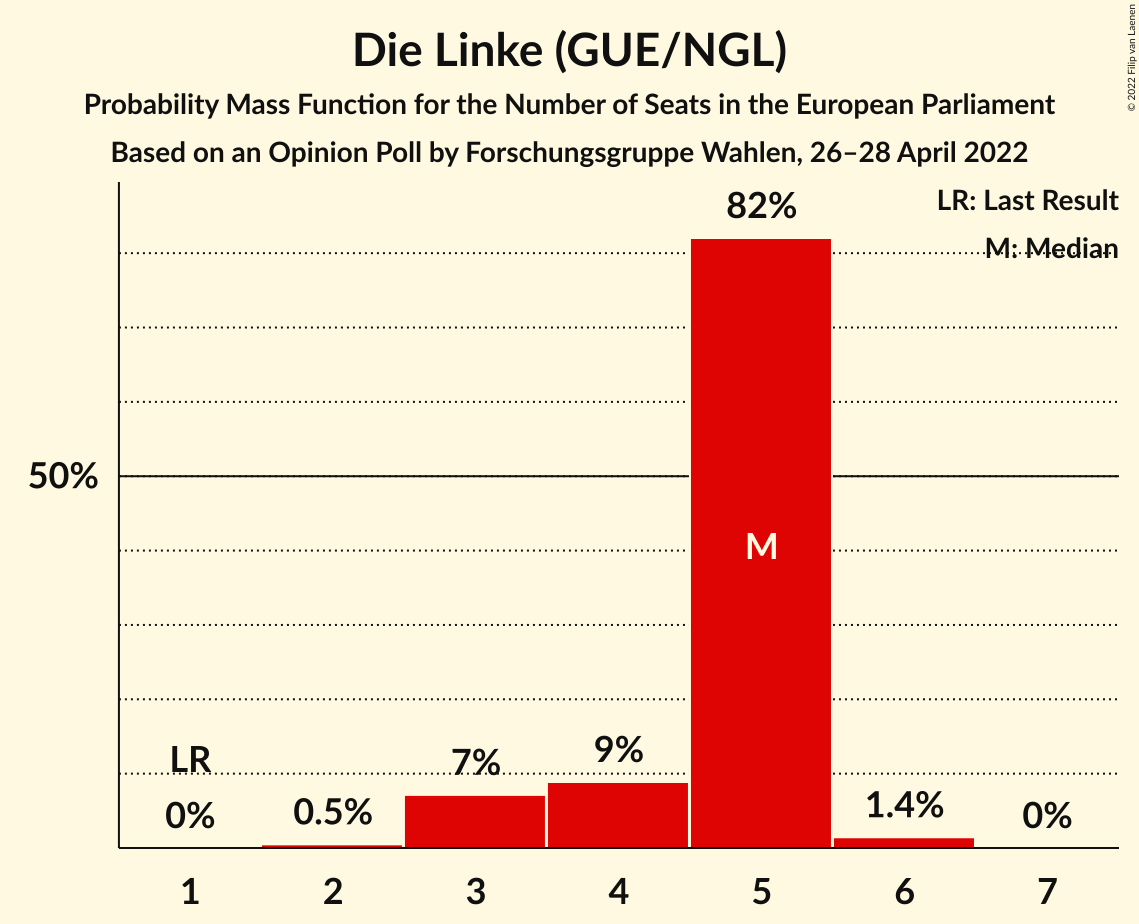 Die Linke (GUE/NGL)
Probability Mass Function for the Number of Seats in the European Parliament
Based on an Opinion Poll by Forschungsgruppe Wahlen, 26–28 April 2022
© 2022 Filip van Laenen
LR: Last Result
M: Median
82%
50%
M
LR
0%
0.5%
7%
9%
1.4%
0%
1
2
3
4
5
6
7